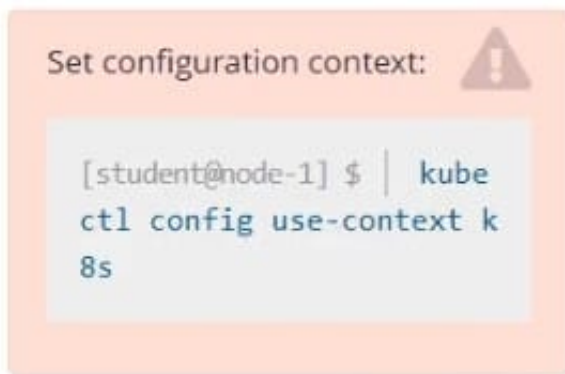 Set configuration context:
[student@node-1] $ | kube
ctl config use-context k
8s